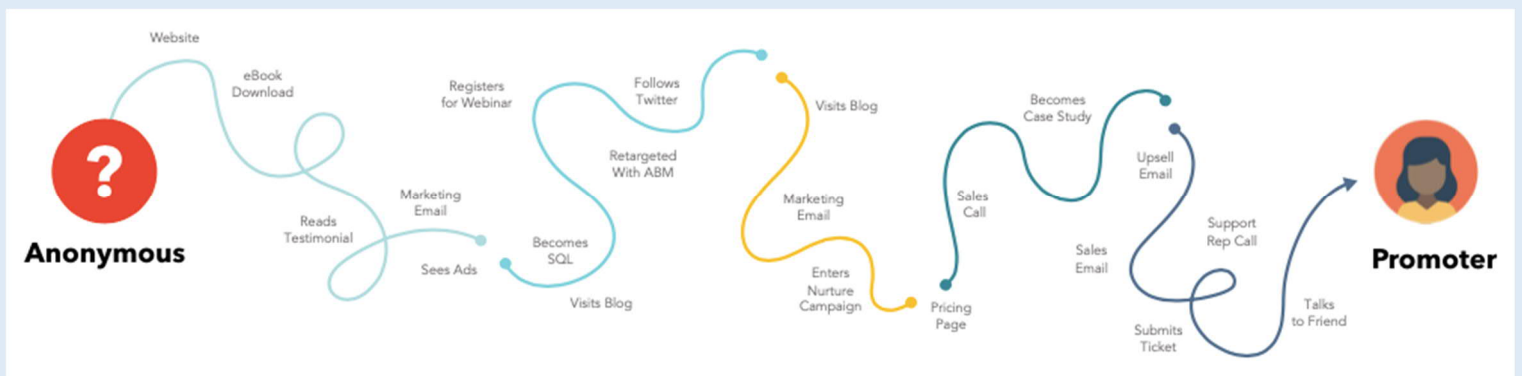 Website
eBook
Download
?
Anonymous
Reads
Testimonial
Marketing
Email
Sees Ads
Registers
for Webinar
Becomes
SQL
Visits Blog
Follows
Twitter
Retargeted
With ABM
Visits Blog
Marketing
Email
Enters
Nurture
Campaign
Pricing
Page
Sales
Call
Becomes
Case Study
Upsell
Email
Sales
Email
Submits
Ticket
Support
Rep Call
Talks
to Friend
Promoter